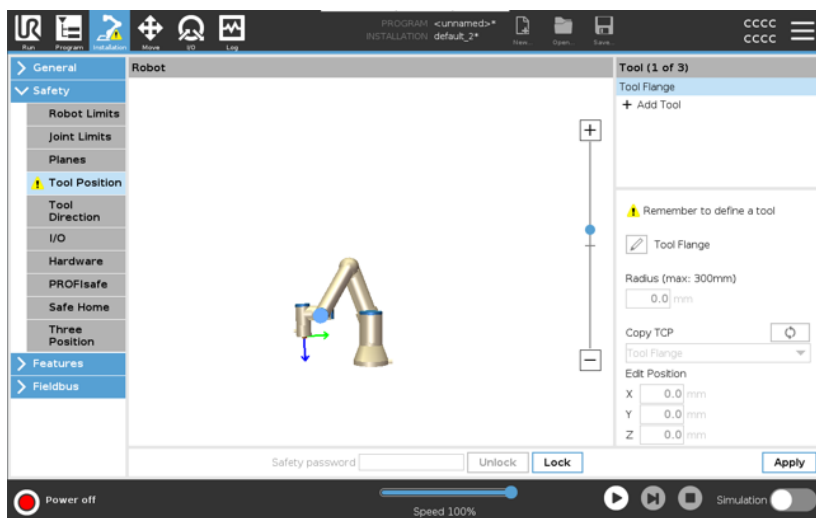 PROGRAM <unnamed>*
INSTALLATION default_2*
CCCC
CCCC
Run
Program
Installation
Move
I/O
Log
New...
Open...
Save...
General
Safety
Robot Limits
Joint Limits
Planes
Tool Position
Tool
Direction
I/O
Hardware
PROFIsafe
Safe Home
Three
Position
Features
Fieldbus
Robot
Tool (1 of 3)
Tool Flange
+ Add Tool
Remember to define a tool
Tool Flange
Radius (max: 300mm)
0.0 mm
Copy TCP
Tool Flange
Edit Position
X 0.0 mm
Y 0.0 mm
Z 0.0 mm
Safety password
Unlock
Lock
Apply
Power off
Speed 100%
Simulation